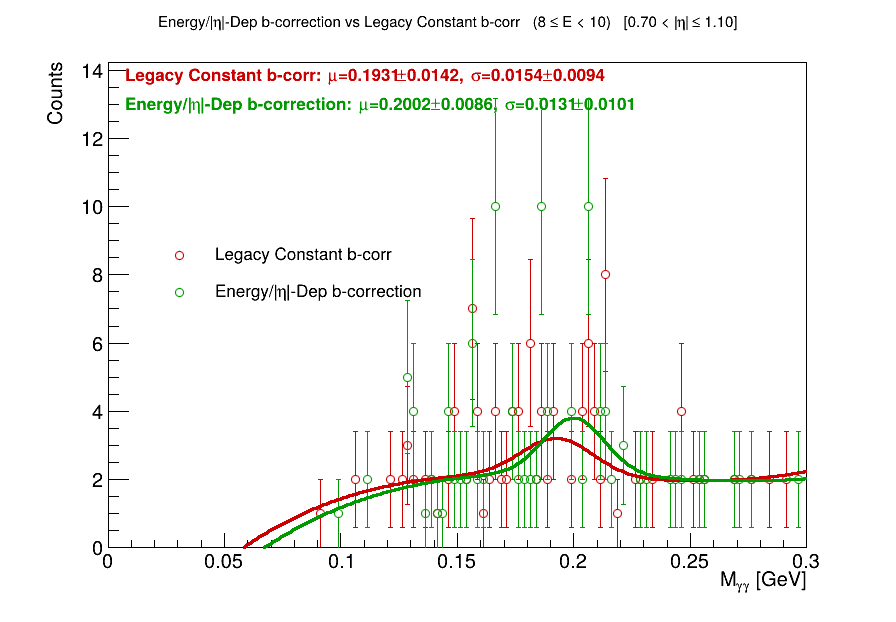 Energy/|η|-Dep b-correction vs Legacy Constant b-corr (8 ≤ E < 10) [0.70 < |η| ≤ 1.10]
Counts
Legacy Constant b-corr: μ=0.1931±0.0142, σ=0.0154±0.0094
Energy/|η|-Dep b-correction: μ=0.2002±0.0086, σ=0.0131±0.0101
Legacy Constant b-corr
Energy/|η|-Dep b-correction
14
12
10
8
6
4
2
0
0 0.05 0.1 0.15 0.2 0.25 0.3
Mγγ [GeV]